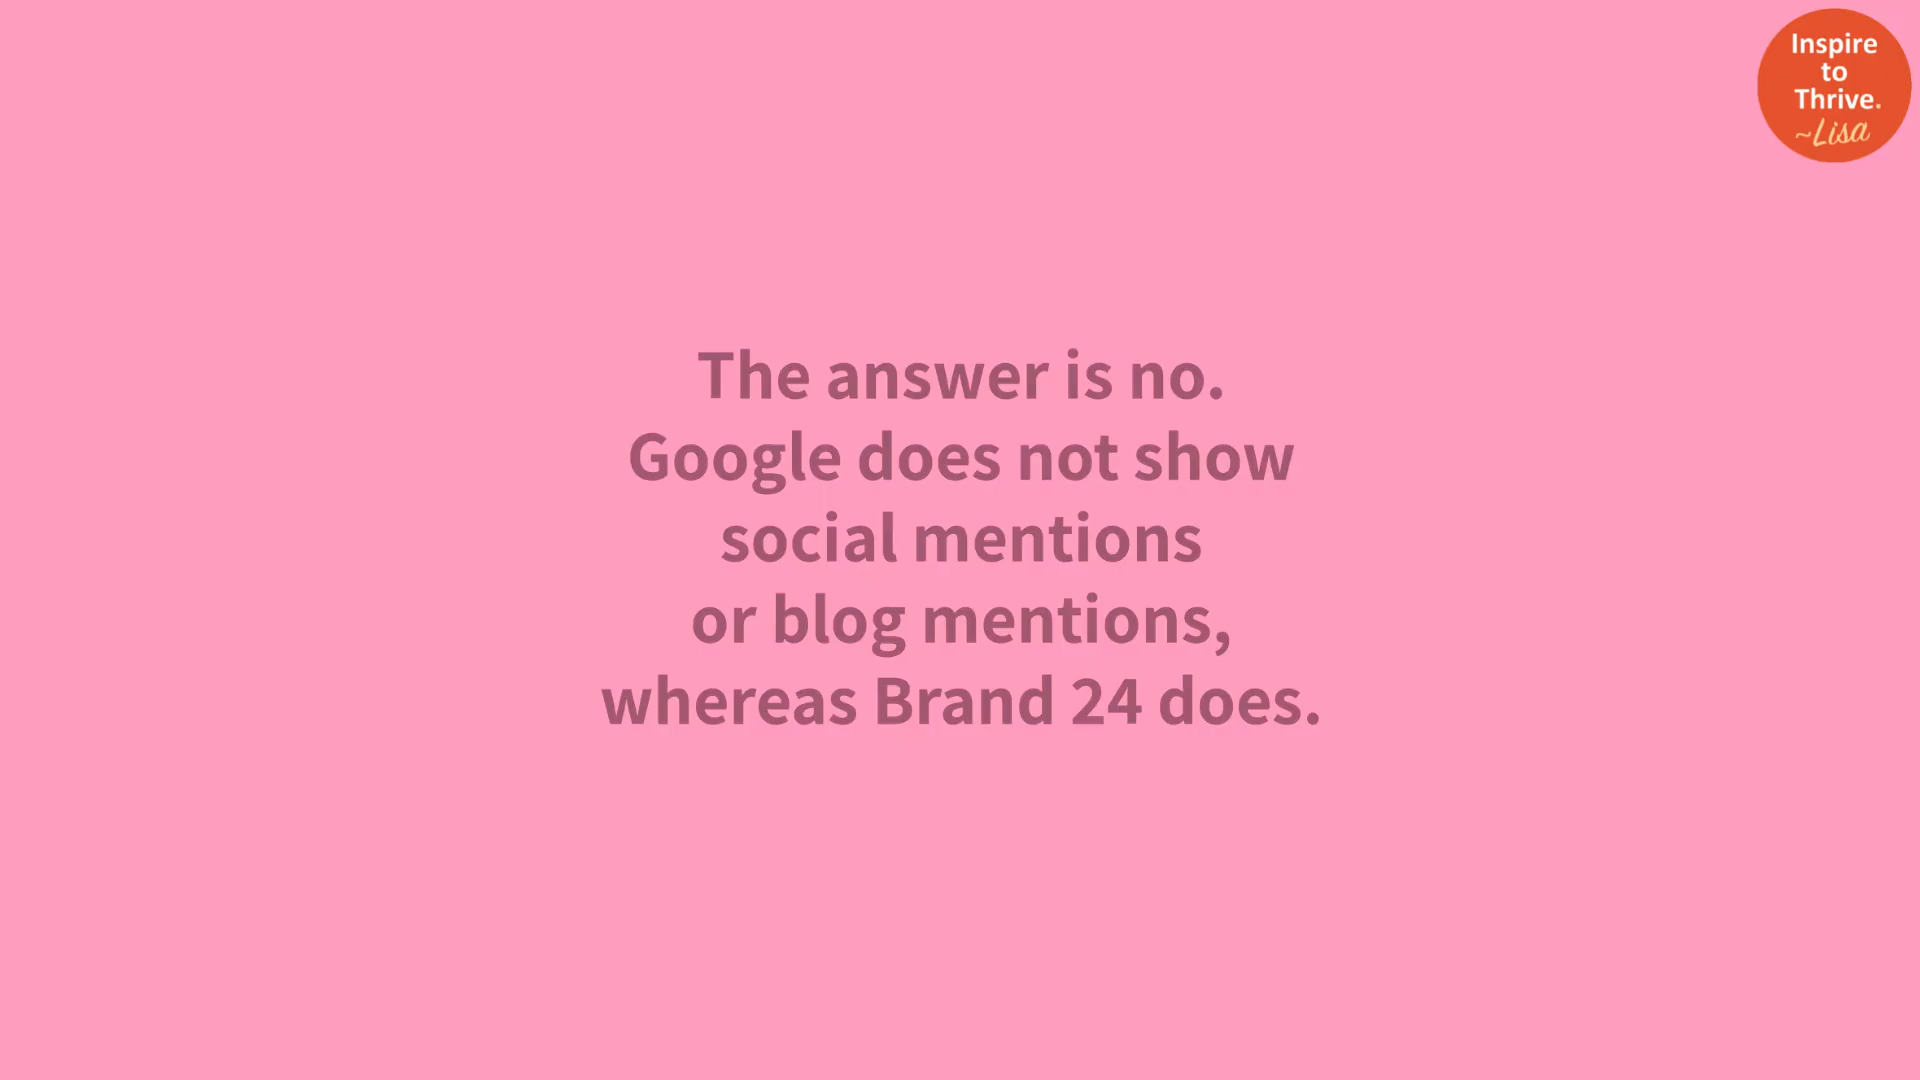 Inspire
to
Thrive.
~Lisa
The answer is no.
Google does not show
social mentions
or blog mentions,
whereas Brand 24 does.